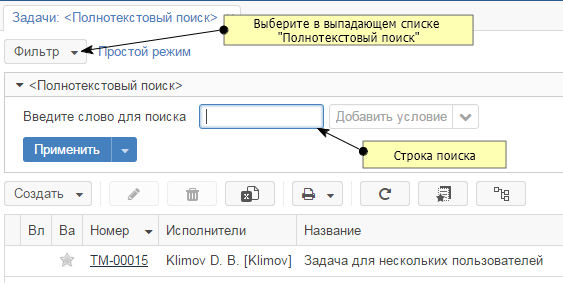 Задачи: <Полнотекстовый поиск>
Выберите в выпадающем списке
"Полнотекстовый поиск"
Фильтр
Простой режим
<Полнотекстовый поиск>
Введите слово для поиска
Добавить условие
Применить
Строка поиска
Создать
Вл Ва Номер Исполнители Название
TM-00015 Klimov D. B. [Klimov] Задача для нескольких пользователей